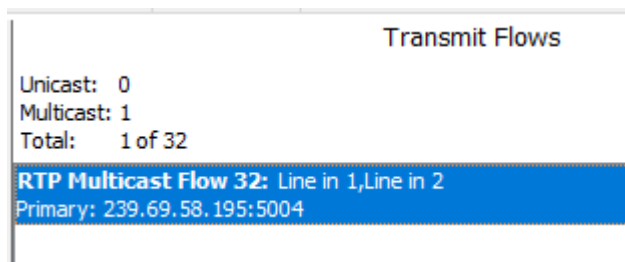 Transmit Flows
Unicast: 0
Multicast: 1
Total: 1 of 32
RTP Multicast Flow 32: Line in 1,Line in 2
Primary: 239.69.58.195:5004